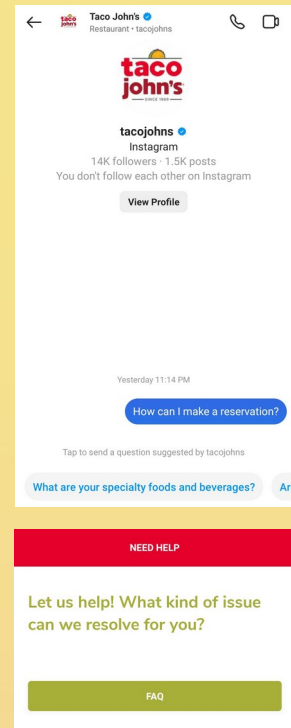 Taco John's
Restaurant • tacojohns
taco
john's
SINCE 1969
tacojohns
Instagram
14K followers · 1.5K posts
You don't follow each other on Instagram
View Profile
Yesterday 11:14 PM
How can I make a reservation?
Tap to send a question suggested by tacojohns
What are your specialty foods and beverages?
Ar
NEED HELP
Let us help! What kind of issue
can we resolve for you?
FAQ